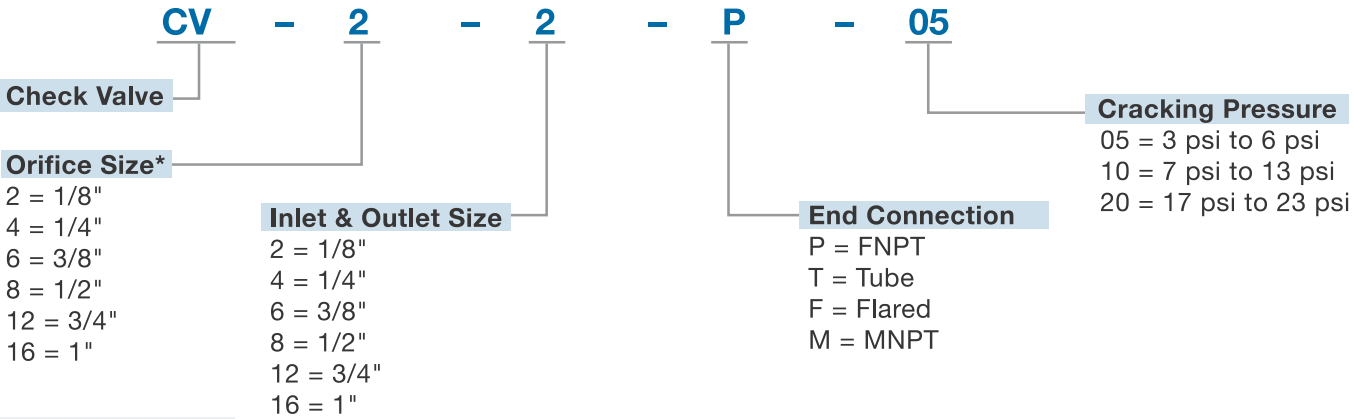 CV – 2 – 2 – P – 05
Check Valve
Orifice Size*
2 = 1/8"
4 = 1/4"
6 = 3/8"
8 = 1/2"
12 = 3/4"
16 = 1"
Inlet & Outlet Size
2 = 1/8"
4 = 1/4"
6 = 3/8"
8 = 1/2"
12 = 3/4"
16 = 1"
End Connection
P = FNPT
T = Tube
F = Flared
M = MNPT
Cracking Pressure
05 = 3 psi to 6 psi
10 = 7 psi to 13 psi
20 = 17 psi to 23 psi